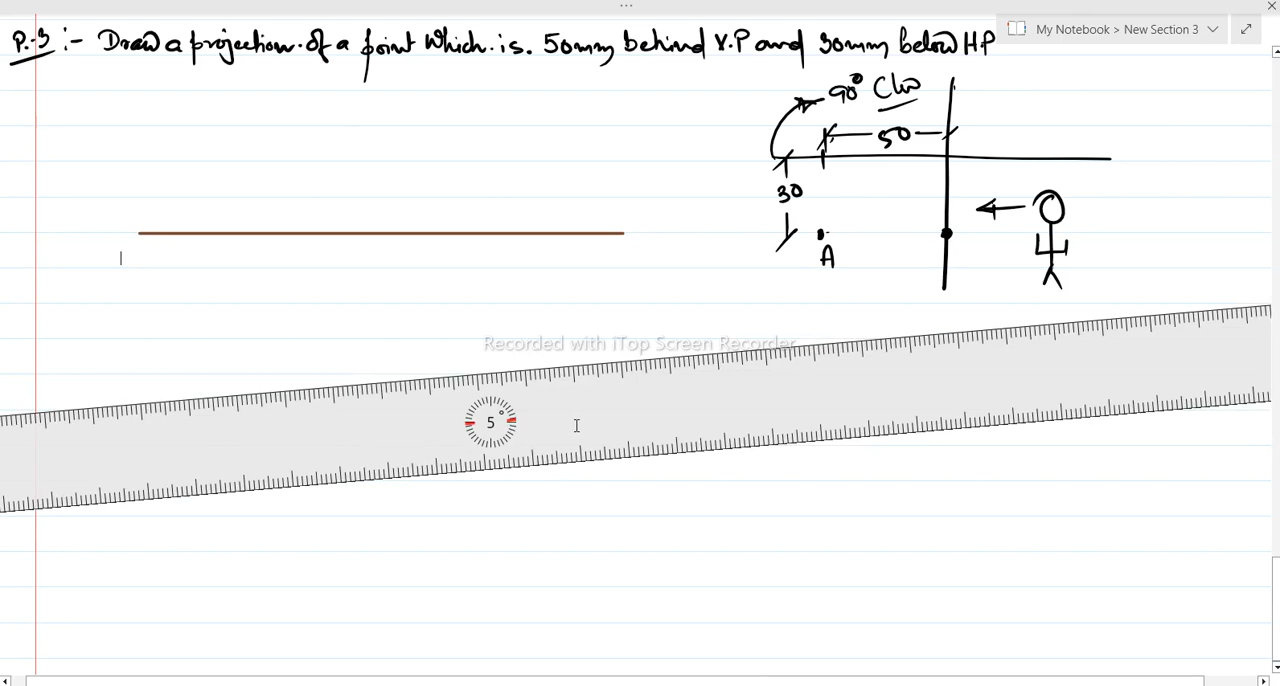 My Notebook > New Section 3
P.-3 :- Draw a projection of a point which is 50mm behind V.P and 30mm below HP
90° Clw
50
30
A
Recorded with iTop Screen Recorder
5°